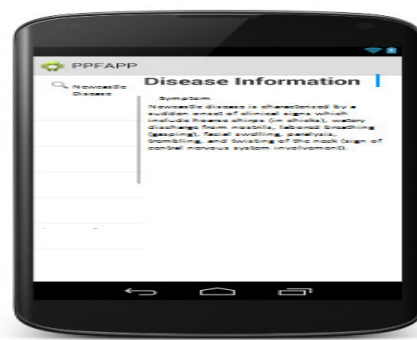 PPFAPP
Newcastle
Disease
Disease Information
Symptom
Newcastle disease is characterised by a
sudden onset of clinical signs which
include hoarse chirps (in chicks), watery
discharge from nostrils, labored breathing
(gasping), facial swelling, paralysis,
trembling, and twisting of the neck (sign of
central nervous system involvement).